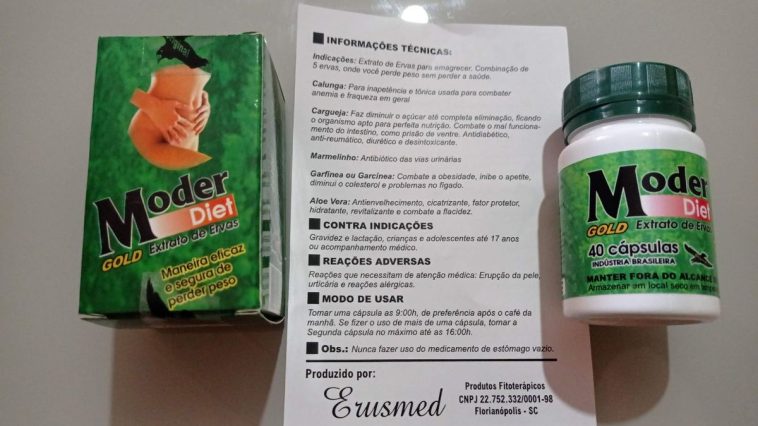 original
Moder
Diet
GOLD Extrato de Ervas
Maneira eficaz
e segura de
perder peso
INFORMAÇÕES TÉCNICAS:
Indicações: Extrato de Ervas para emagrecer. Combinação de
5 ervas, onde você perde peso sem perder a saúde.
Calunga: Para inapetência e tônica usada para combater
anemia e fraqueza em geral
Cargueja: Faz diminuir o açúcar até completa eliminação, ficando
o organismo apto para perfeita nutrição. Combate o mal funciona-
mento do intestino, como prisão de ventre. Antidiabético,
anti-reumático, diurético e desintoxicante.
Marmelinho: Antibiótico das vias urinárias
Garfinea ou Garcínea: Combate a obesidade, inibe o apetite,
diminui o colesterol e problemas no fígado.
Aloe Vera: Antienvelhecimento, cicatrizante, fator protetor,
hidratante, revitalizante e combate a flacidez.
CONTRA INDICAÇÕES
Gravidez e lactação, crianças e adolescentes até 17 anos
ou acompanhamento médico.
REAÇÕES ADVERSAS
Reações que necessitam de atenção médica: Erupção da pele,
urticária e reações alérgicas.
MODO DE USAR
Tomar uma cápsula as 9:00h, de preferência após o café da
manhã. Se fizer o uso de mais de uma cápsula, tomar a
Segunda cápsula no máximo até as 16:00h.
Obs.: Nunca fazer uso do medicamento de estômago vazio.
Produzido por:
Erusmed
Produtos Fitoterápicos
CNPJ 22.752.332/0001-98
Florianópolis - SC
Moder
Diet
GOLD Extrato de Ervas
40 cápsulas
INDÚSTRIA BRASILEIRA
MANTER FORA DO ALCANCE
Armazenar em local seco em